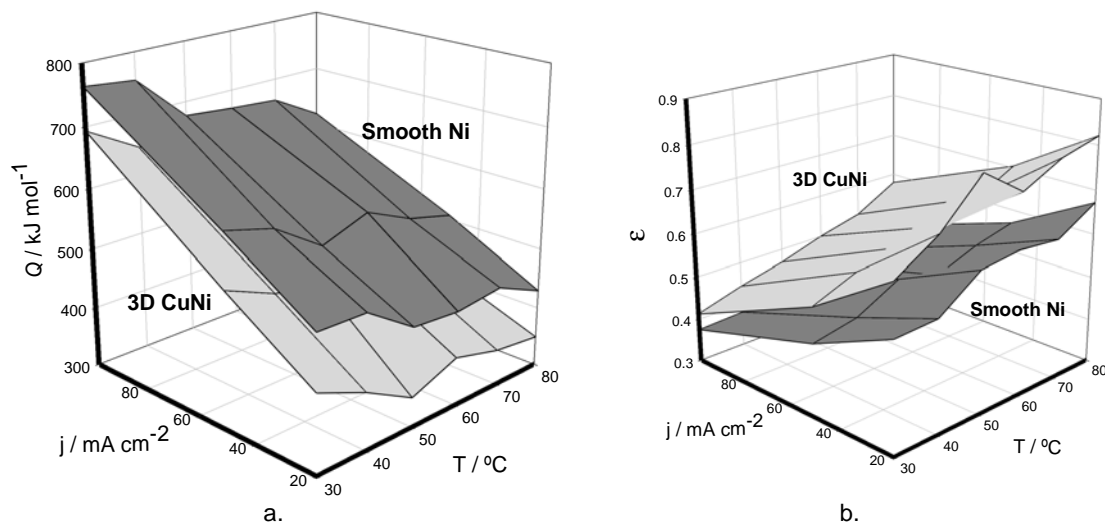 800
700
600
500
400
300
Q / kJ mol⁻¹
Smooth Ni
3D CuNi
80
60
40
20
j / mA cm⁻²
30
40
50
60
70
80
T / ºC
a.
0.9
0.8
0.7
0.6
0.5
0.4
0.3
ε
3D CuNi
Smooth Ni
80
60
40
20
j / mA cm⁻²
30
40
50
60
70
80
T / ºC
b.